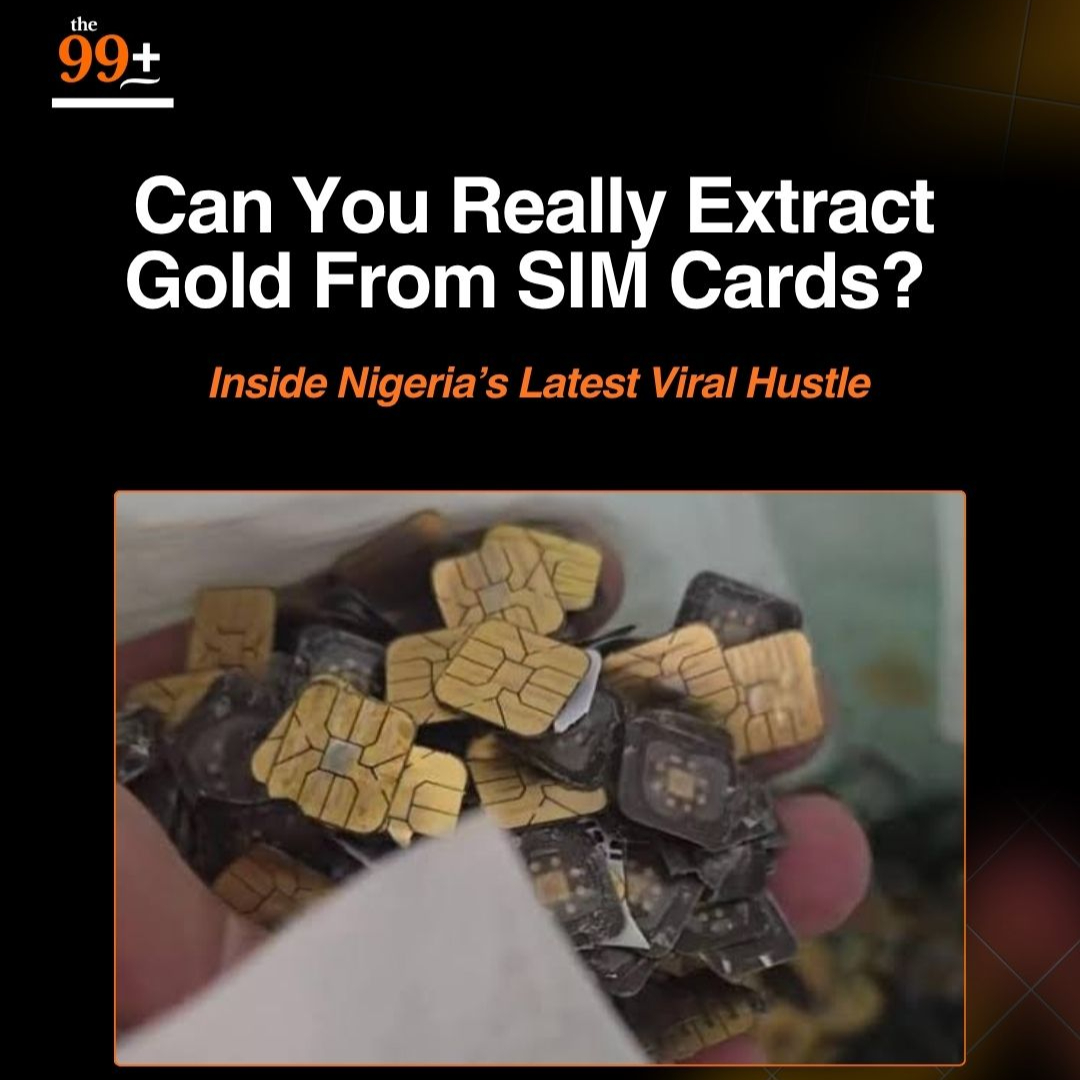 the
99+
Can You Really Extract
Gold From SIM Cards?
Inside Nigeria's Latest Viral Hustle